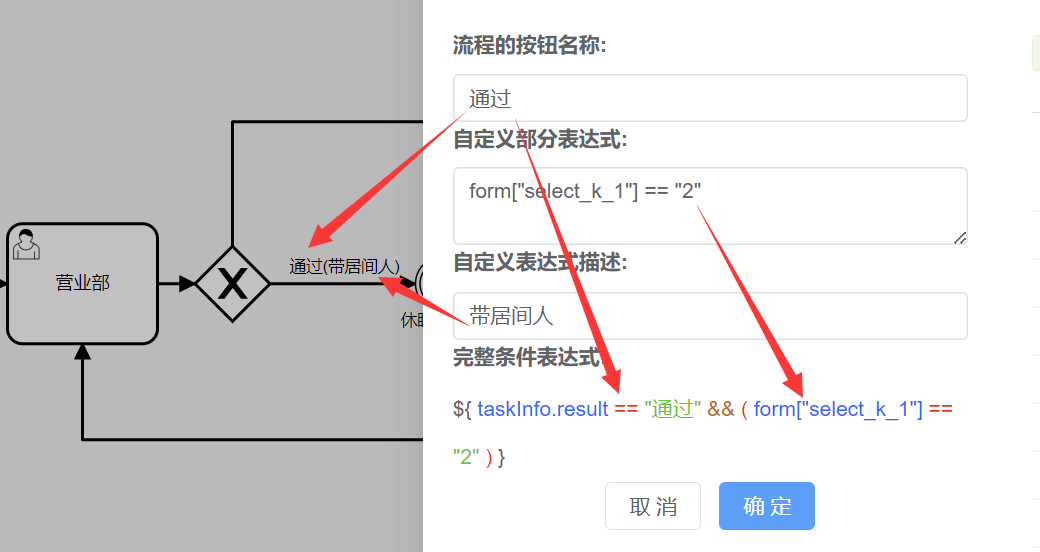 流程的按钮名称:
通过
自定义部分表达式:
form["select_k_1"] == "2"
自定义表达式描述:
带居间人
完整条件表达式:
${ taskInfo.result == "通过" && ( form["select_k_1"] ==
"2" ) }
取 消
确 定
营业部
X
通过(带居间人)
休